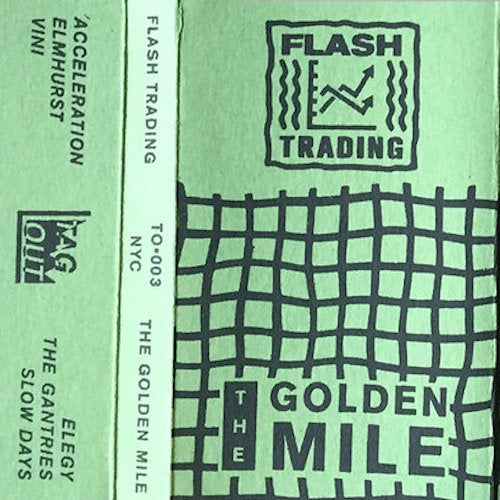 'ACCELERATION
ELMHURST
VINI
TAG
OUT
ELEGY
THE GANTRIES
SLOW DAYS
FLASH TRADING
TO•003
NYC
THE GOLDEN MILE
FLASH
TRADING
THE
GOLDEN
MILE